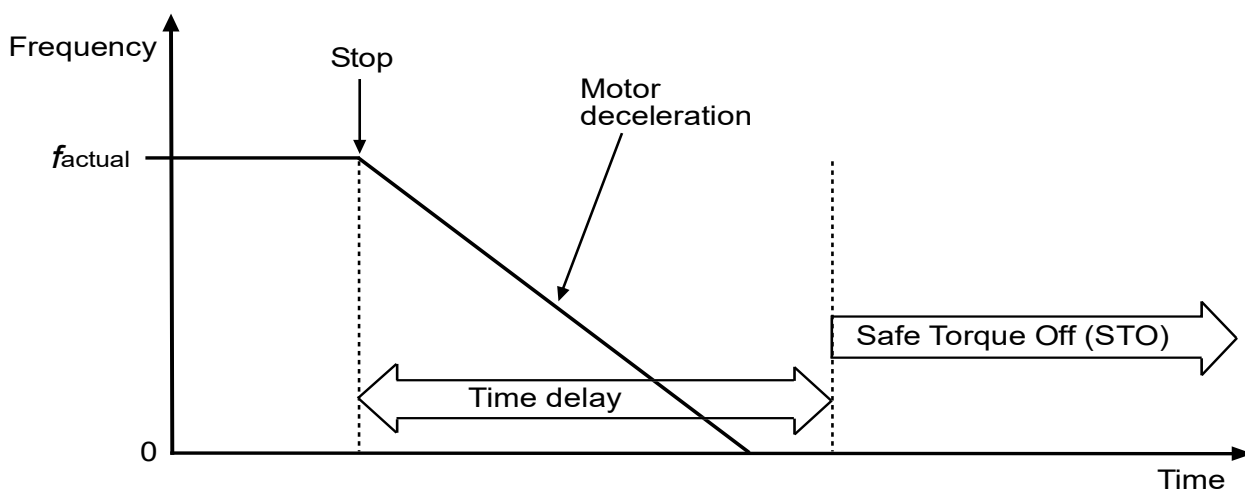 Frequency
Stop
Motor
deceleration
factual
Safe Torque Off (STO)
Time delay
0
Time